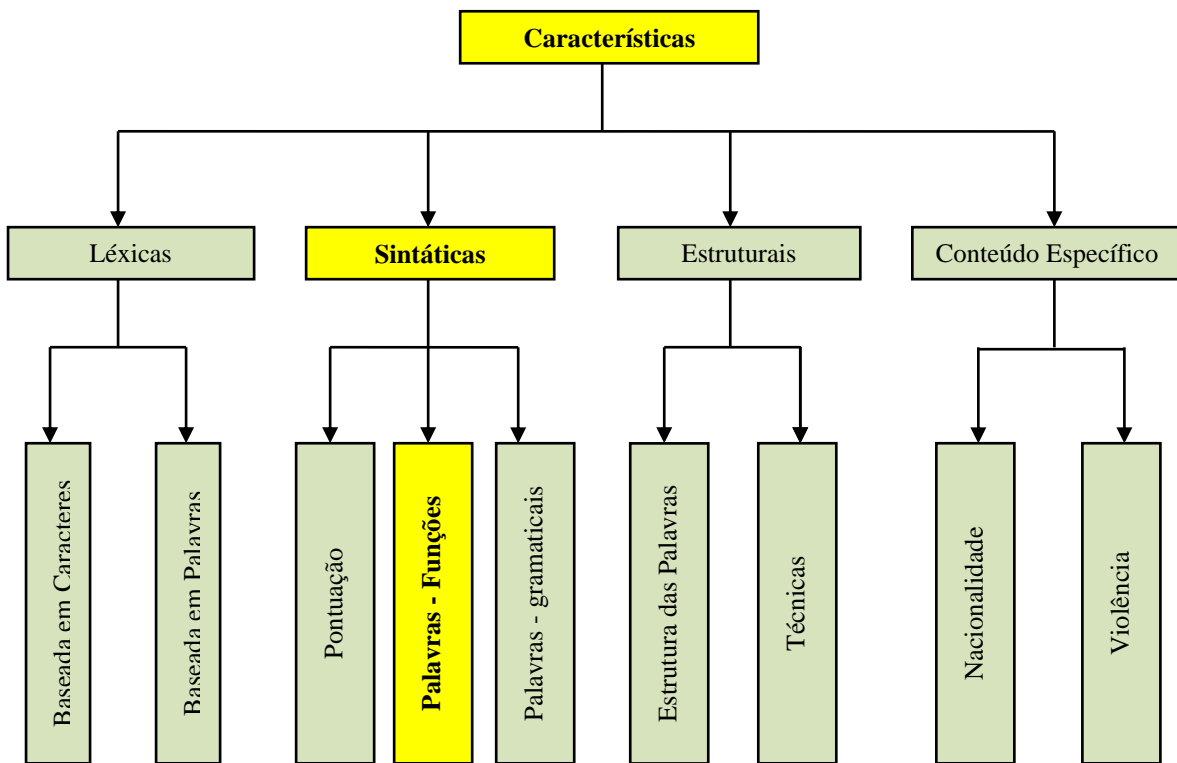 Características
Léxicas
Sintáticas
Estruturais
Conteúdo Específico
Baseada em Caracteres
Baseada em Palavras
Pontuação
Palavras - Funções
Palavras - gramaticais
Estrutura das Palavras
Técnicas
Nacionalidade
Violência